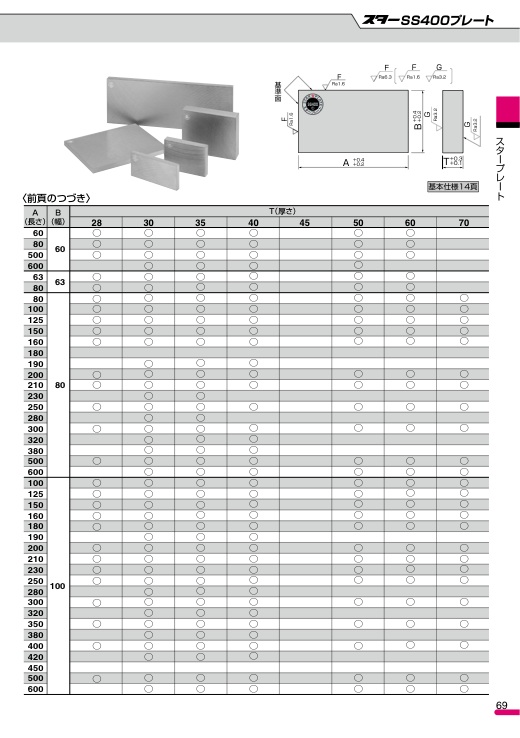 スターSS400プレート
F F F G
基準面 Ra1.6 Ra6.3 Ra1.6 Ra3.2
SS400
F Ra1.6
B +0.4 +0.2
G Ra3.2
G Ra3.2
A +0.4 +0.2
T +0.3 +0.1
基本仕様14頁
スタープレート
〈前頁のつづき〉
A（長さ） B（幅） T（厚さ）
28 30 35 40 45 50 60 70
60 60 ○ ○ ○ ○ ○ ○
80 ○ ○ ○ ○ ○ ○
500 ○ ○ ○ ○ ○ ○
600 ○ ○ ○ ○
63 63 ○ ○ ○ ○ ○ ○
80 ○ ○ ○ ○ ○ ○
80 80 ○ ○ ○ ○ ○ ○ ○
100 ○ ○ ○ ○ ○ ○ ○
125 ○ ○ ○ ○ ○ ○ ○
150 ○ ○ ○ ○ ○ ○ ○
160 ○ ○ ○ ○ ○ ○ ○
180
190 ○ ○ ○
200 ○ ○ ○ ○ ○ ○ ○
210 ○ ○ ○ ○ ○ ○ ○
230 ○ ○
250 ○ ○ ○ ○ ○ ○ ○
280 ○ ○
300 ○ ○ ○ ○ ○ ○ ○
320 ○ ○ ○
380 ○ ○ ○
500 ○ ○ ○ ○ ○ ○ ○
600 ○ ○ ○ ○ ○ ○
100 100 ○ ○ ○ ○ ○ ○ ○
125 ○ ○ ○ ○ ○ ○ ○
150 ○ ○ ○ ○ ○ ○ ○
160 ○ ○ ○ ○ ○ ○ ○
180 ○ ○ ○ ○ ○ ○ ○
190 ○ ○ ○
200 ○ ○ ○ ○ ○ ○ ○
210 ○ ○ ○ ○ ○ ○ ○
230 ○ ○ ○ ○ ○ ○ ○
250 ○ ○ ○ ○ ○ ○ ○
280 ○ ○ ○
300 ○ ○ ○ ○ ○ ○ ○
320 ○ ○ ○
350 ○ ○ ○ ○ ○ ○ ○
380 ○ ○ ○
400 ○ ○ ○ ○ ○ ○ ○
420 ○ ○ ○
450
500 ○ ○ ○ ○ ○ ○ ○
600 ○ ○ ○ ○ ○ ○
69